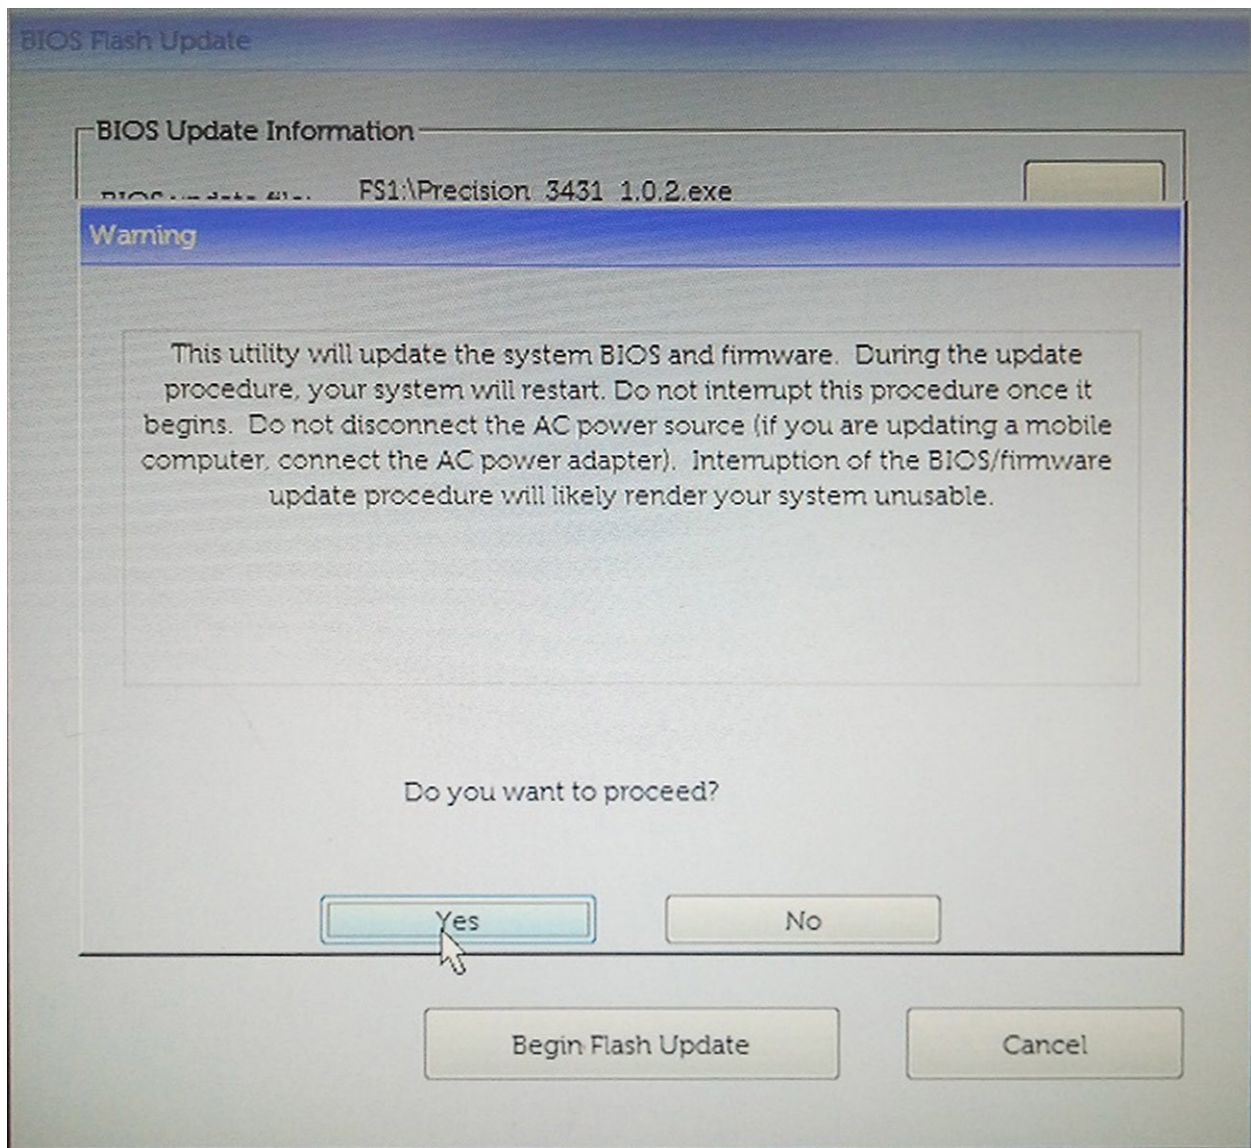 BIOS Flash Update
BIOS Update Information
BIOS update file: FS1:\Precision_3431_1.0.2.exe
Warning
This utility will update the system BIOS and firmware. During the update
procedure, your system will restart. Do not interrupt this procedure once it
begins. Do not disconnect the AC power source (if you are updating a mobile
computer, connect the AC power adapter). Interruption of the BIOS/firmware
update procedure will likely render your system unusable.
Do you want to proceed?
Yes
No
Begin Flash Update
Cancel